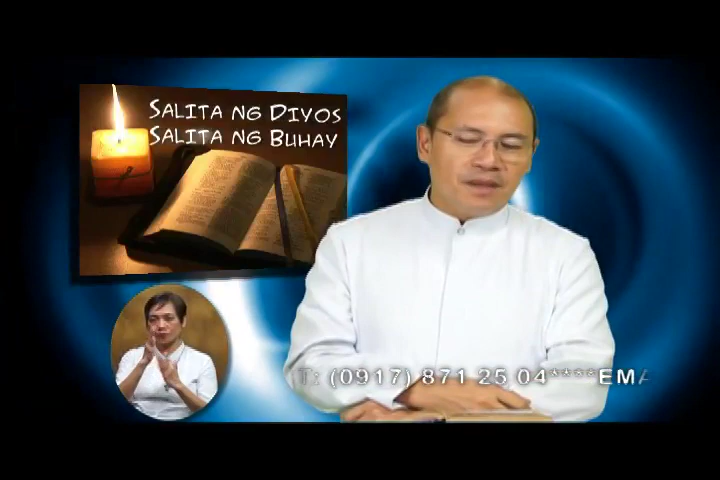 SALITA NG DIYOS
SALITA NG BUHAY
T: (0917) 871 25 04****EMA